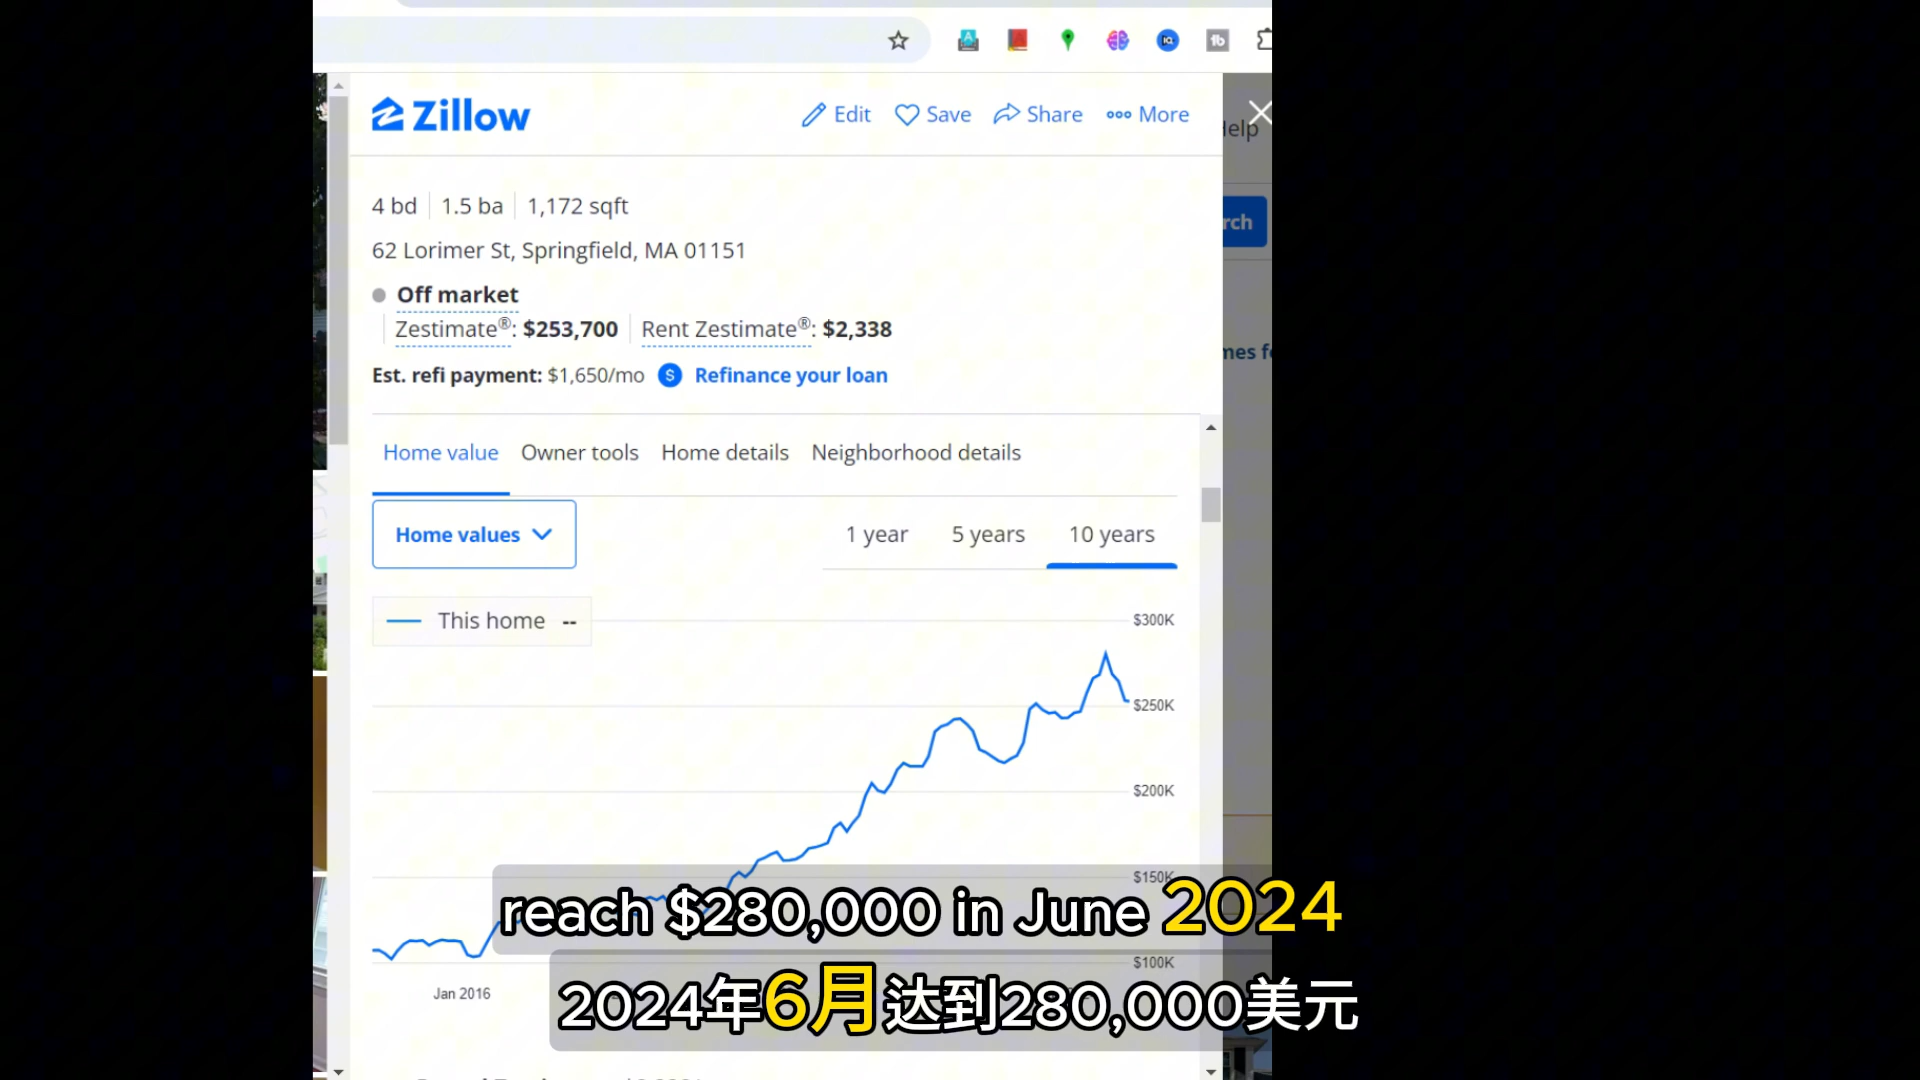 Zillow
Edit Save Share More
Help
4 bd 1.5 ba 1,172 sqft
62 Lorimer St, Springfield, MA 01151
Off market
Zestimate®: $253,700 Rent Zestimate®: $2,338
Est. refi payment: $1,650/mo $ Refinance your loan
Home value Owner tools Home details Neighborhood details
Home values 1 year 5 years 10 years
This home --
$300K
$250K
$200K
$150K
reach $280,000 in June 2024
$100K
Jan 2016
2024年6月达到280,000美元